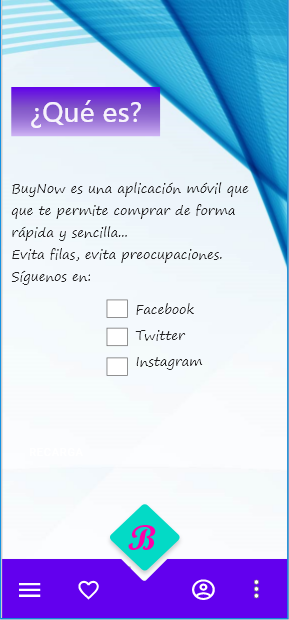 ¿Qué es?
BuyNow es una aplicación móvil que
que te permite comprar de forma
rápida y sencilla...
Evita filas, evita preocupaciones.
Síguenos en:
Facebook
Twitter
Instagram
B